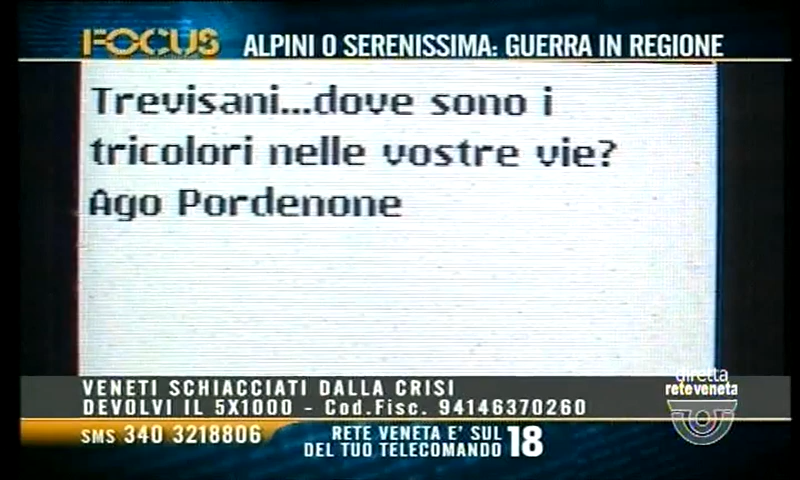 FOCUS ALPINI O SERENISSIMA: GUERRA IN REGIONE
Trevisani...dove sono i
tricolori nelle vostre vie?
Ago Pordenone
diretta
reteveneta
VENETI SCHIACCIATI DALLA CRISI
DEVOLVI IL 5X1000 - Cod.Fisc. 94146370260
SMS 340 3218806
RETE VENETA E' SUL
DEL TUO TELECOMANDO 18